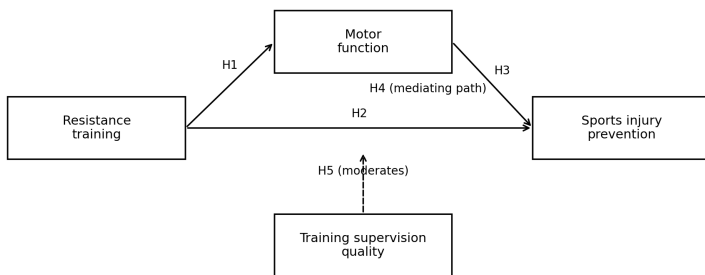 Motor
function
H1
H3
H4 (mediating path)
H2
Resistance
training
Sports injury
prevention
H5 (moderates)
Training supervision
quality